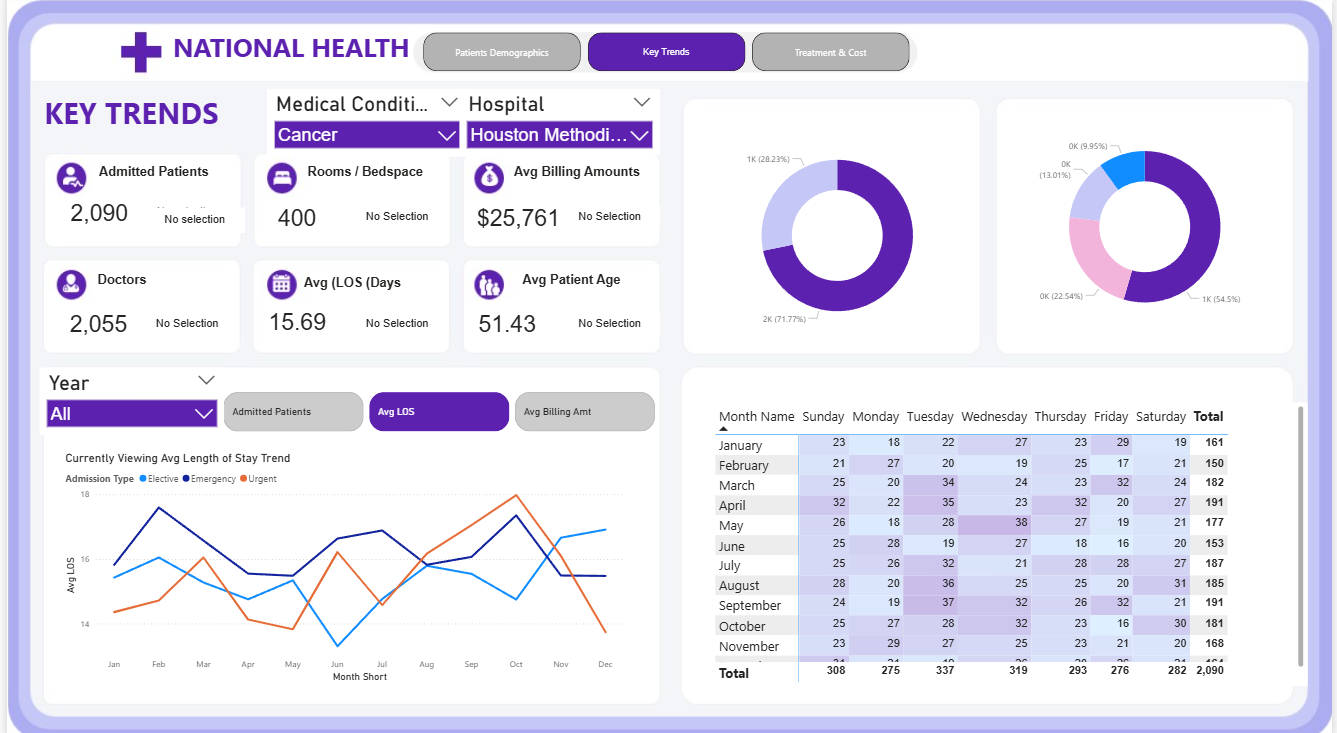 NATIONAL HEALTH
Patients Demographics
Key Trends
Treatment & Cost
KEY TRENDS
Medical Conditi...
Hospital
Cancer
Houston Methodi...
Admitted Patients
2,090
No selection
Rooms / Bedspace
400
No Selection
Avg Billing Amounts
$25,761
No Selection
Doctors
2,055
No Selection
Avg (LOS (Days
15.69
No Selection
Avg Patient Age
51.43
No Selection
1K (28.23%)
2K (71.77%)
0K (9.95%)
0K
(13.01%)
0K (22.54%)
1K (54.5%)
Year
All
Admitted Patients
Avg LOS
Avg Billing Amt
Currently Viewing Avg Length of Stay Trend
Admission Type Elective Emergency Urgent
18
16
14
Avg LOS
Jan Feb Mar Apr May Jun Jul Aug Sep Oct Nov Dec
Month Short
Month Name Sunday Monday Tuesday Wednesday Thursday Friday Saturday Total
January 23 18 22 27 23 29 19 161
February 21 27 20 19 25 17 21 150
March 25 20 34 24 23 32 24 182
April 32 22 35 23 32 20 27 191
May 26 18 28 38 27 19 21 177
June 25 28 19 27 18 16 20 153
July 25 26 32 21 28 28 27 187
August 28 20 36 25 25 20 31 185
September 24 19 37 32 26 32 21 191
October 25 27 28 32 23 16 30 181
November 23 29 27 25 23 21 20 168
Total 308 275 337 319 293 276 282 2,090